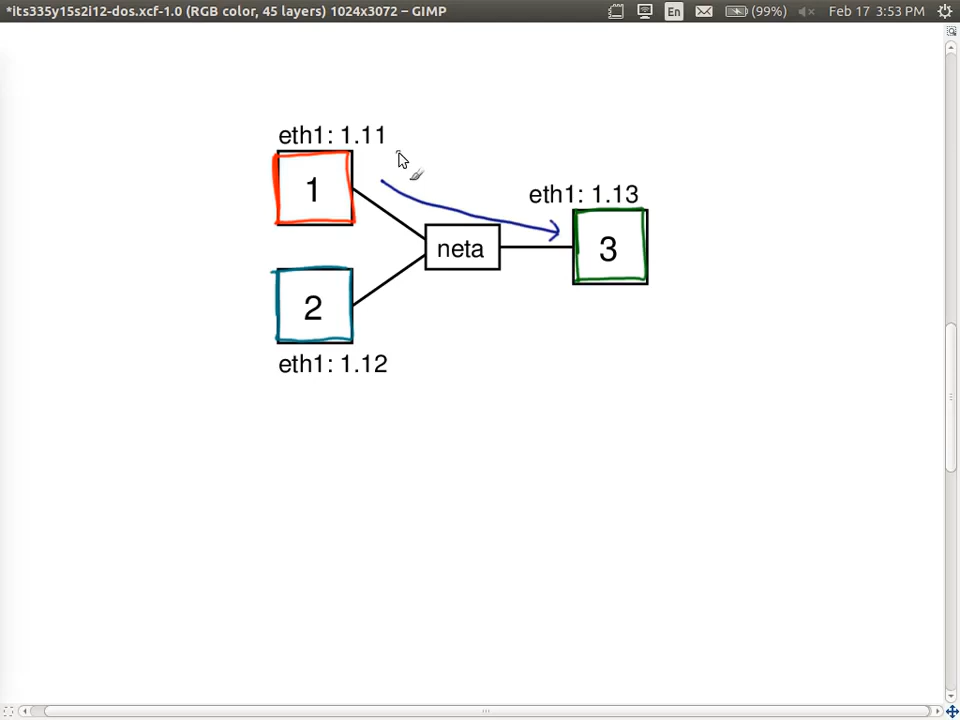 *its335y15s2i12-dos.xcf-1.0 (RGB color, 45 layers) 1024x3072 – GIMP
En
(99%)
Feb 17 3:53 PM
eth1: 1.11
1
eth1: 1.13
neta
3
2
eth1: 1.12